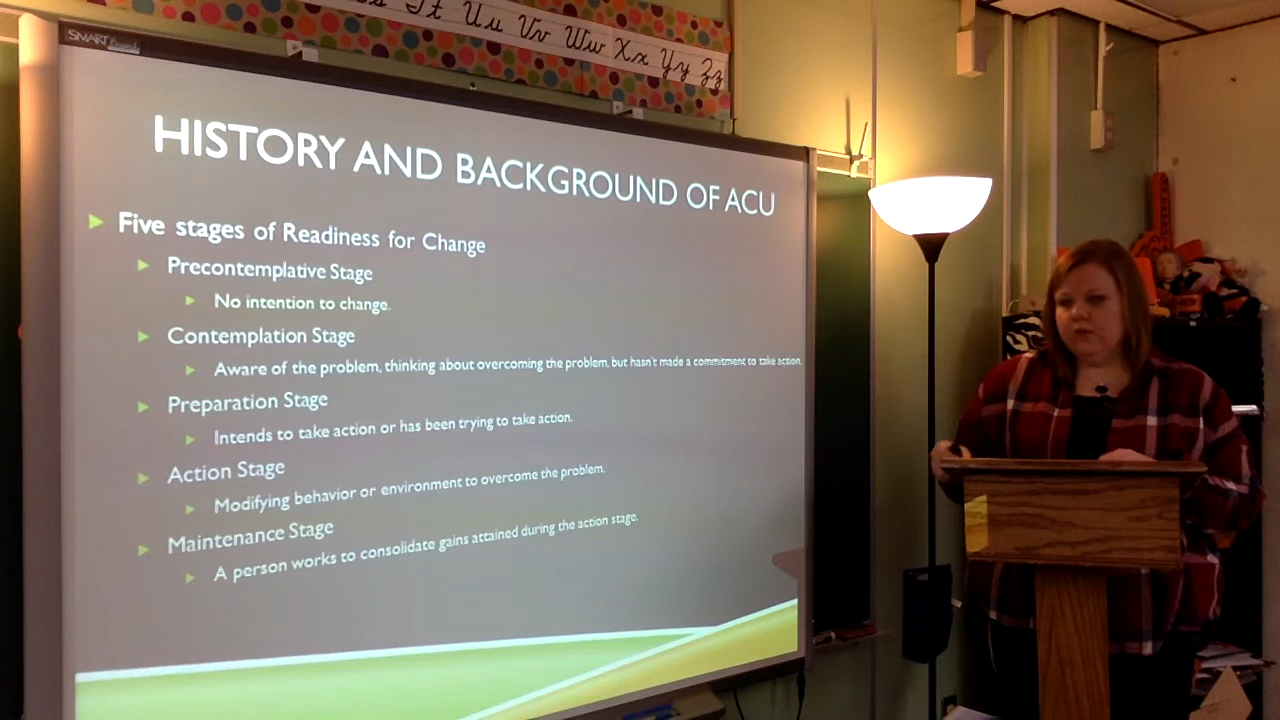 Tt Uu Vv Ww Xx Yy Zz
SMART
HISTORY AND BACKGROUND OF ACU
Five stages of Readiness for Change
Precontemplative Stage
No intention to change.
Contemplation Stage
Aware of the problem, thinking about overcoming the problem, but hasn't made a commitment to take action.
Preparation Stage
Intends to take action or has been trying to take action.
Action Stage
Modifying behavior or environment to overcome the problem.
Maintenance Stage
A person works to consolidate gains attained during the action stage.